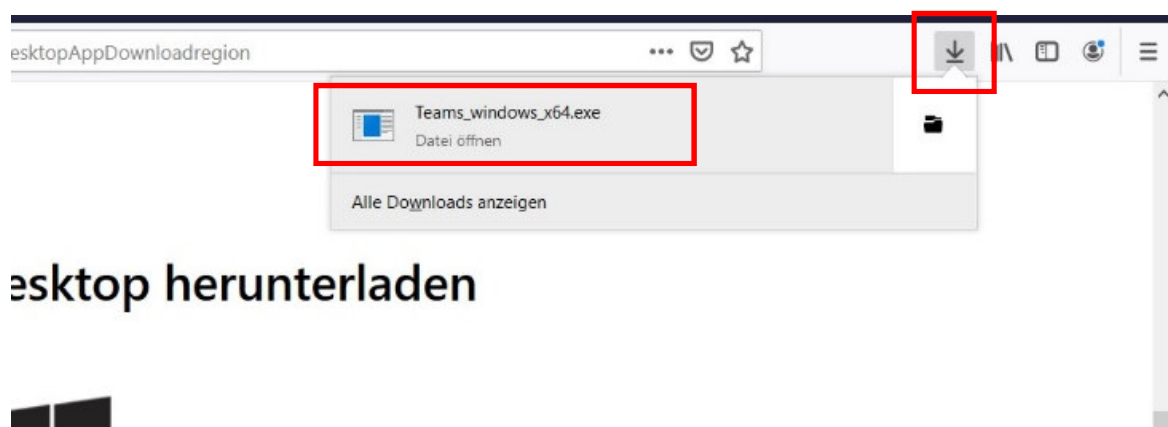 esktopAppDownloadregion
Teams_windows_x64.exe
Datei öffnen
Alle Downloads anzeigen
esktop herunterladen